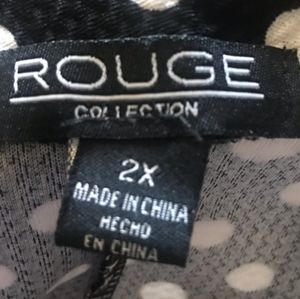 ROUGE
COLLECTION
2X
MADE IN CHINA
HECHO
EN CHINA